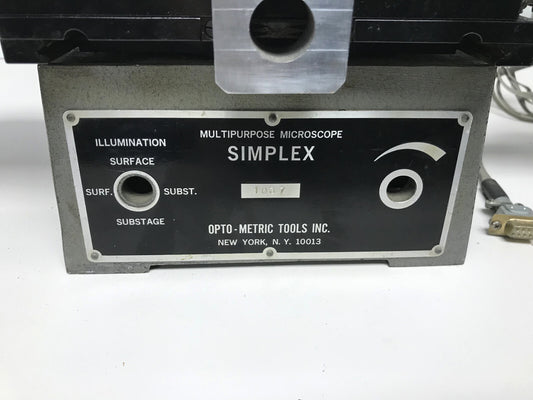 MULTIPURPOSE MICROSCOPE
SIMPLEX
ILLUMINATION
SURFACE
SURF. SUBST.
SUBSTAGE
OPTO-METRIC TOOLS INC.
NEW YORK, N.Y. 10013